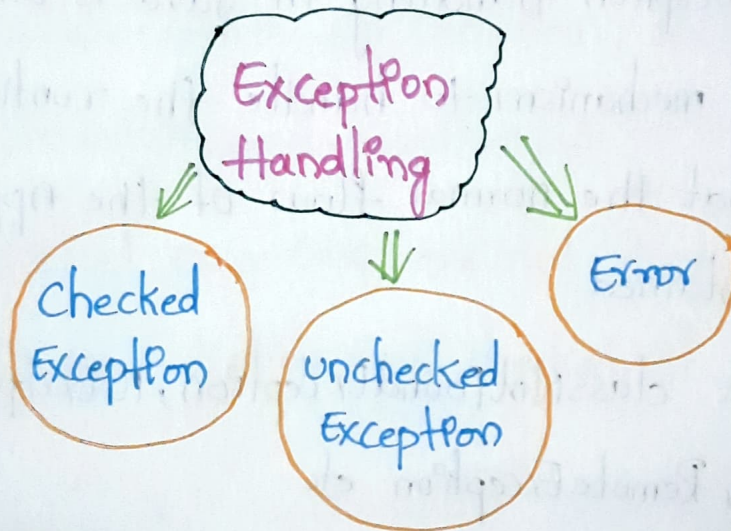 Exception
Handling
Checked
Exception
unchecked
Exception
Error